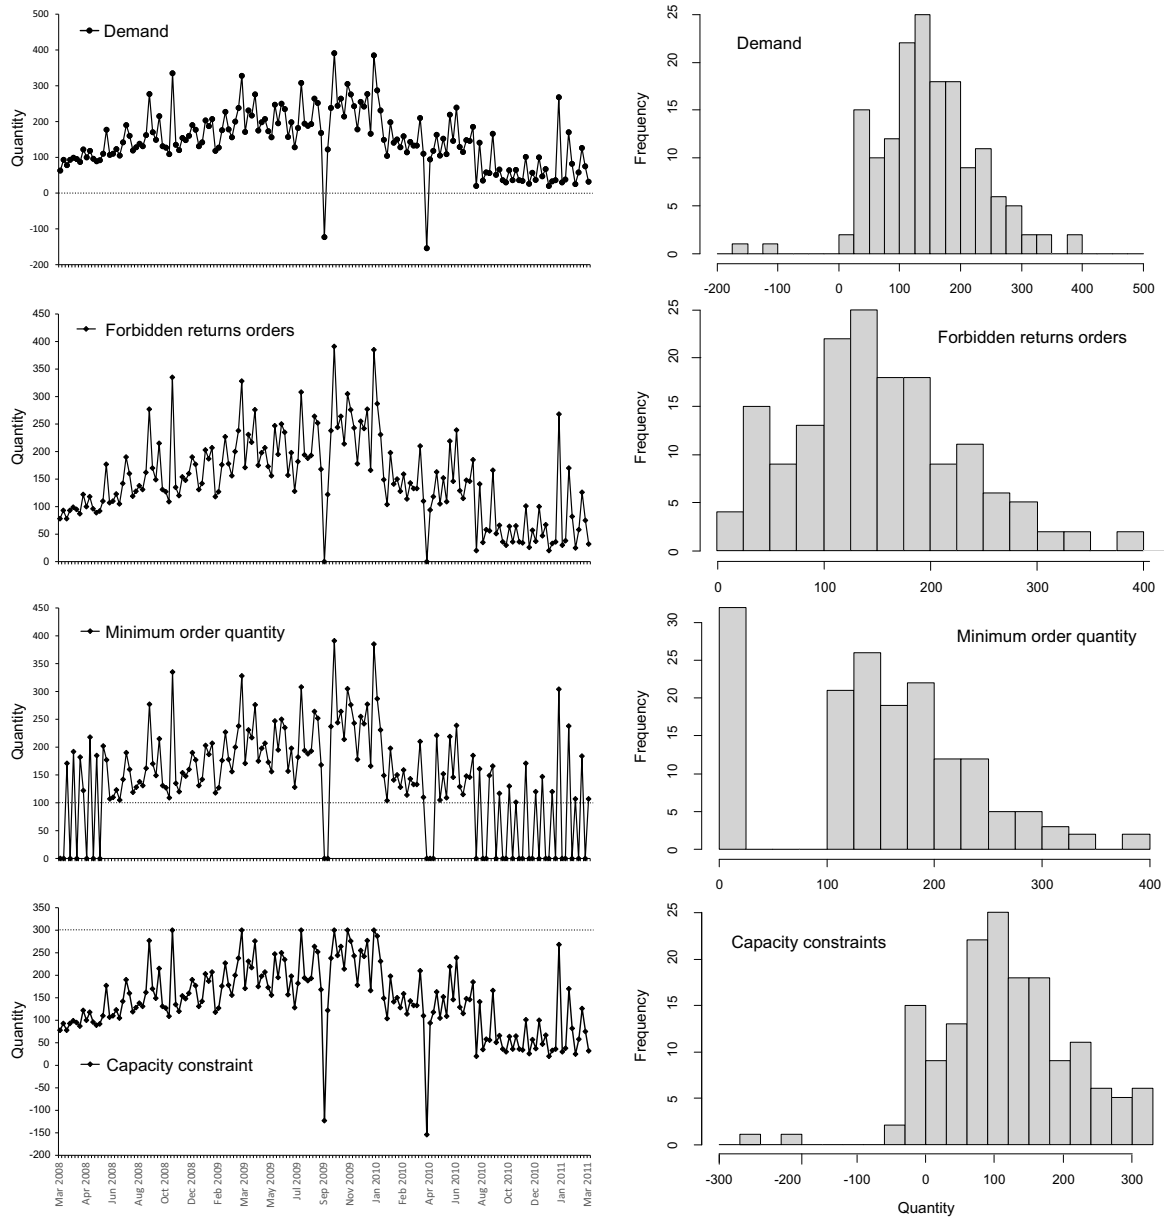 500
400
300
200
100
0
-100
-200
Quantity
Demand
25
20
15
10
5
0
Frequency
Demand
-200 -100 0 100 200 300 400 500
450
400
350
300
250
200
150
100
50
0
Quantity
Forbidden returns orders
25
20
15
10
5
0
Frequency
Forbidden returns orders
0 100 200 300 400
450
400
350
300
250
200
150
100
50
0
Quantity
Minimum order quantity
30
25
20
15
10
5
0
Frequency
Minimum order quantity
0 100 200 300 400
350
300
250
200
150
100
50
0
-50
-100
-150
-200
Quantity
Capacity constraint
Mar 2008
Apr 2008
Jun 2008
Aug 2008
Oct 2008
Dec 2008
Feb 2009
Mar 2009
May 2009
Jul 2009
Sep 2009
Nov 2009
Jan 2010
Apr 2010
Jun 2010
Aug 2010
Oct 2010
Dec 2010
Jan 2011
Mar 2011
25
20
15
10
5
0
Frequency
Capacity constraints
-300 -100 0 100 200 300
Quantity